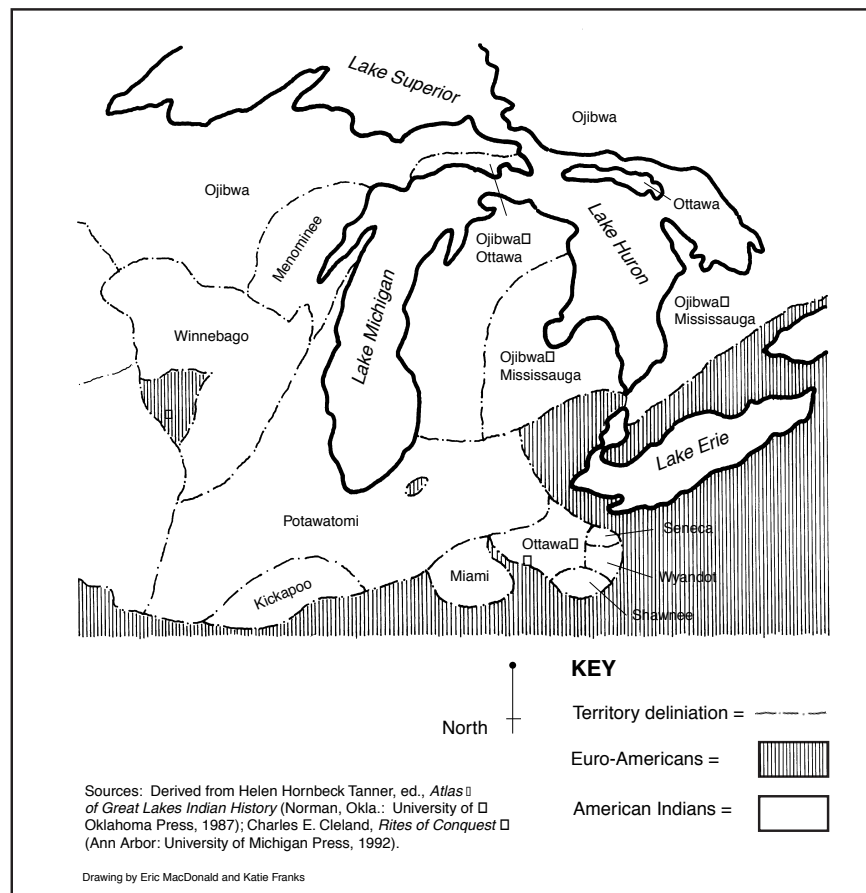 Lake Superior
Ojibwa
Ojibwa
Ottawa
Menominee
Ojibwa□
Ottawa
Lake Huron
Lake Michigan
Ojibwa□
Mississauga
Winnebago
Ojibwa□
Mississauga
Lake Erie
Potawatomi
Ottawa□
Seneca
Miami
Wyandot
Kickapoo
Shawnee
North
KEY
Territory deliniation =
Euro-Americans =
American Indians =
Sources: Derived from Helen Hornbeck Tanner, ed., Atlas□
of Great Lakes Indian History (Norman, Okla.: University of □
Oklahoma Press, 1987); Charles E. Cleland, Rites of Conquest □
(Ann Arbor: University of Michigan Press, 1992).
Drawing by Eric MacDonald and Katie Franks